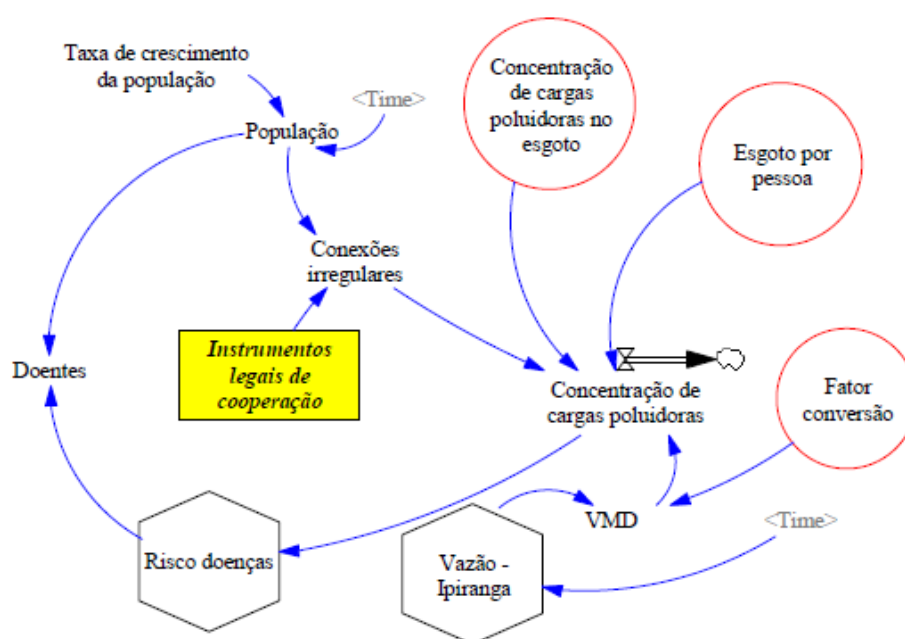 Taxa de crescimento
da população
<Time>
População
Concentração
de cargas
poluidoras no
esgoto
Esgoto por
pessoa
Conexões
irregulares
Instrumentos
legais de
cooperação
Doentes
Concentração de
cargas poluidoras
Fator
conversão
VMD
<Time>
Risco doenças
Vazão -
Ipiranga